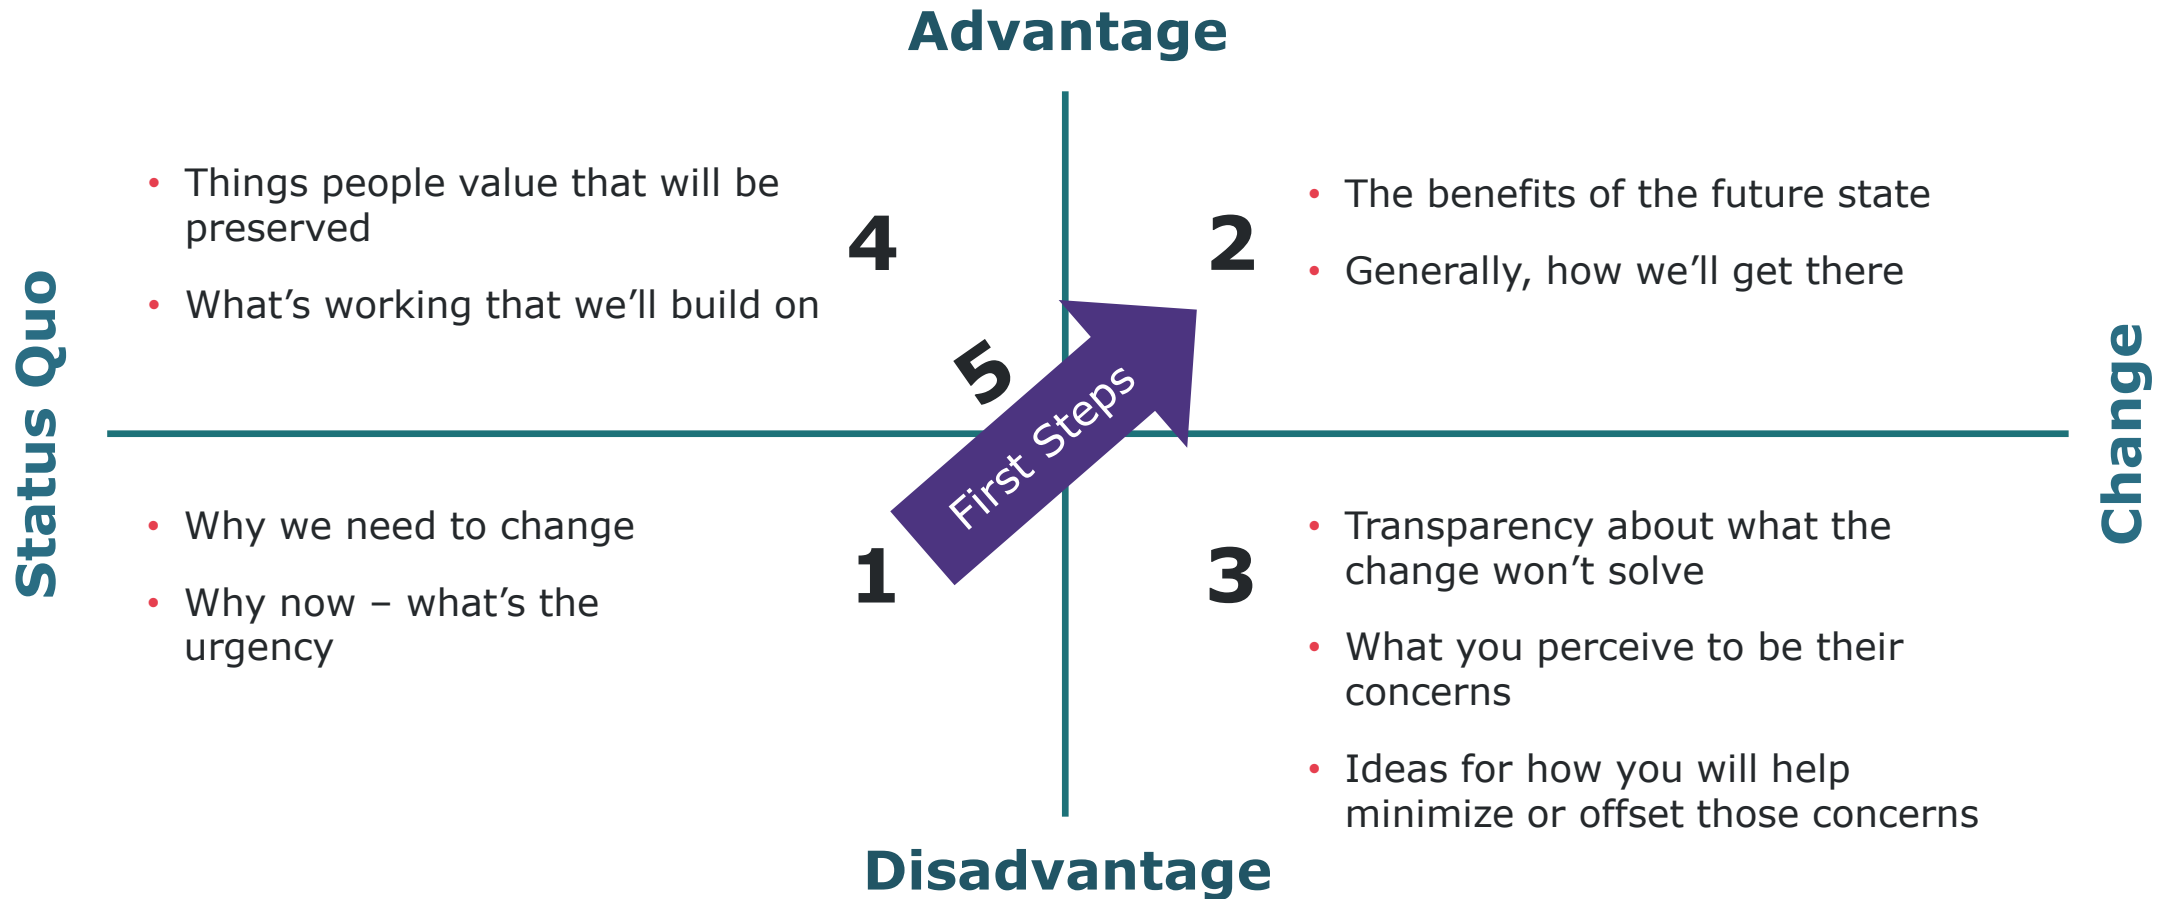 Advantage
Status Quo
• Things people value that will be
preserved
• What’s working that we’ll build on
4
2
• The benefits of the future state
• Generally, how we’ll get there
5
First Steps
Change
• Why we need to change
• Why now – what’s the
urgency
1
3
• Transparency about what the
change won’t solve
• What you perceive to be their
concerns
• Ideas for how you will help
minimize or offset those concerns
Disadvantage